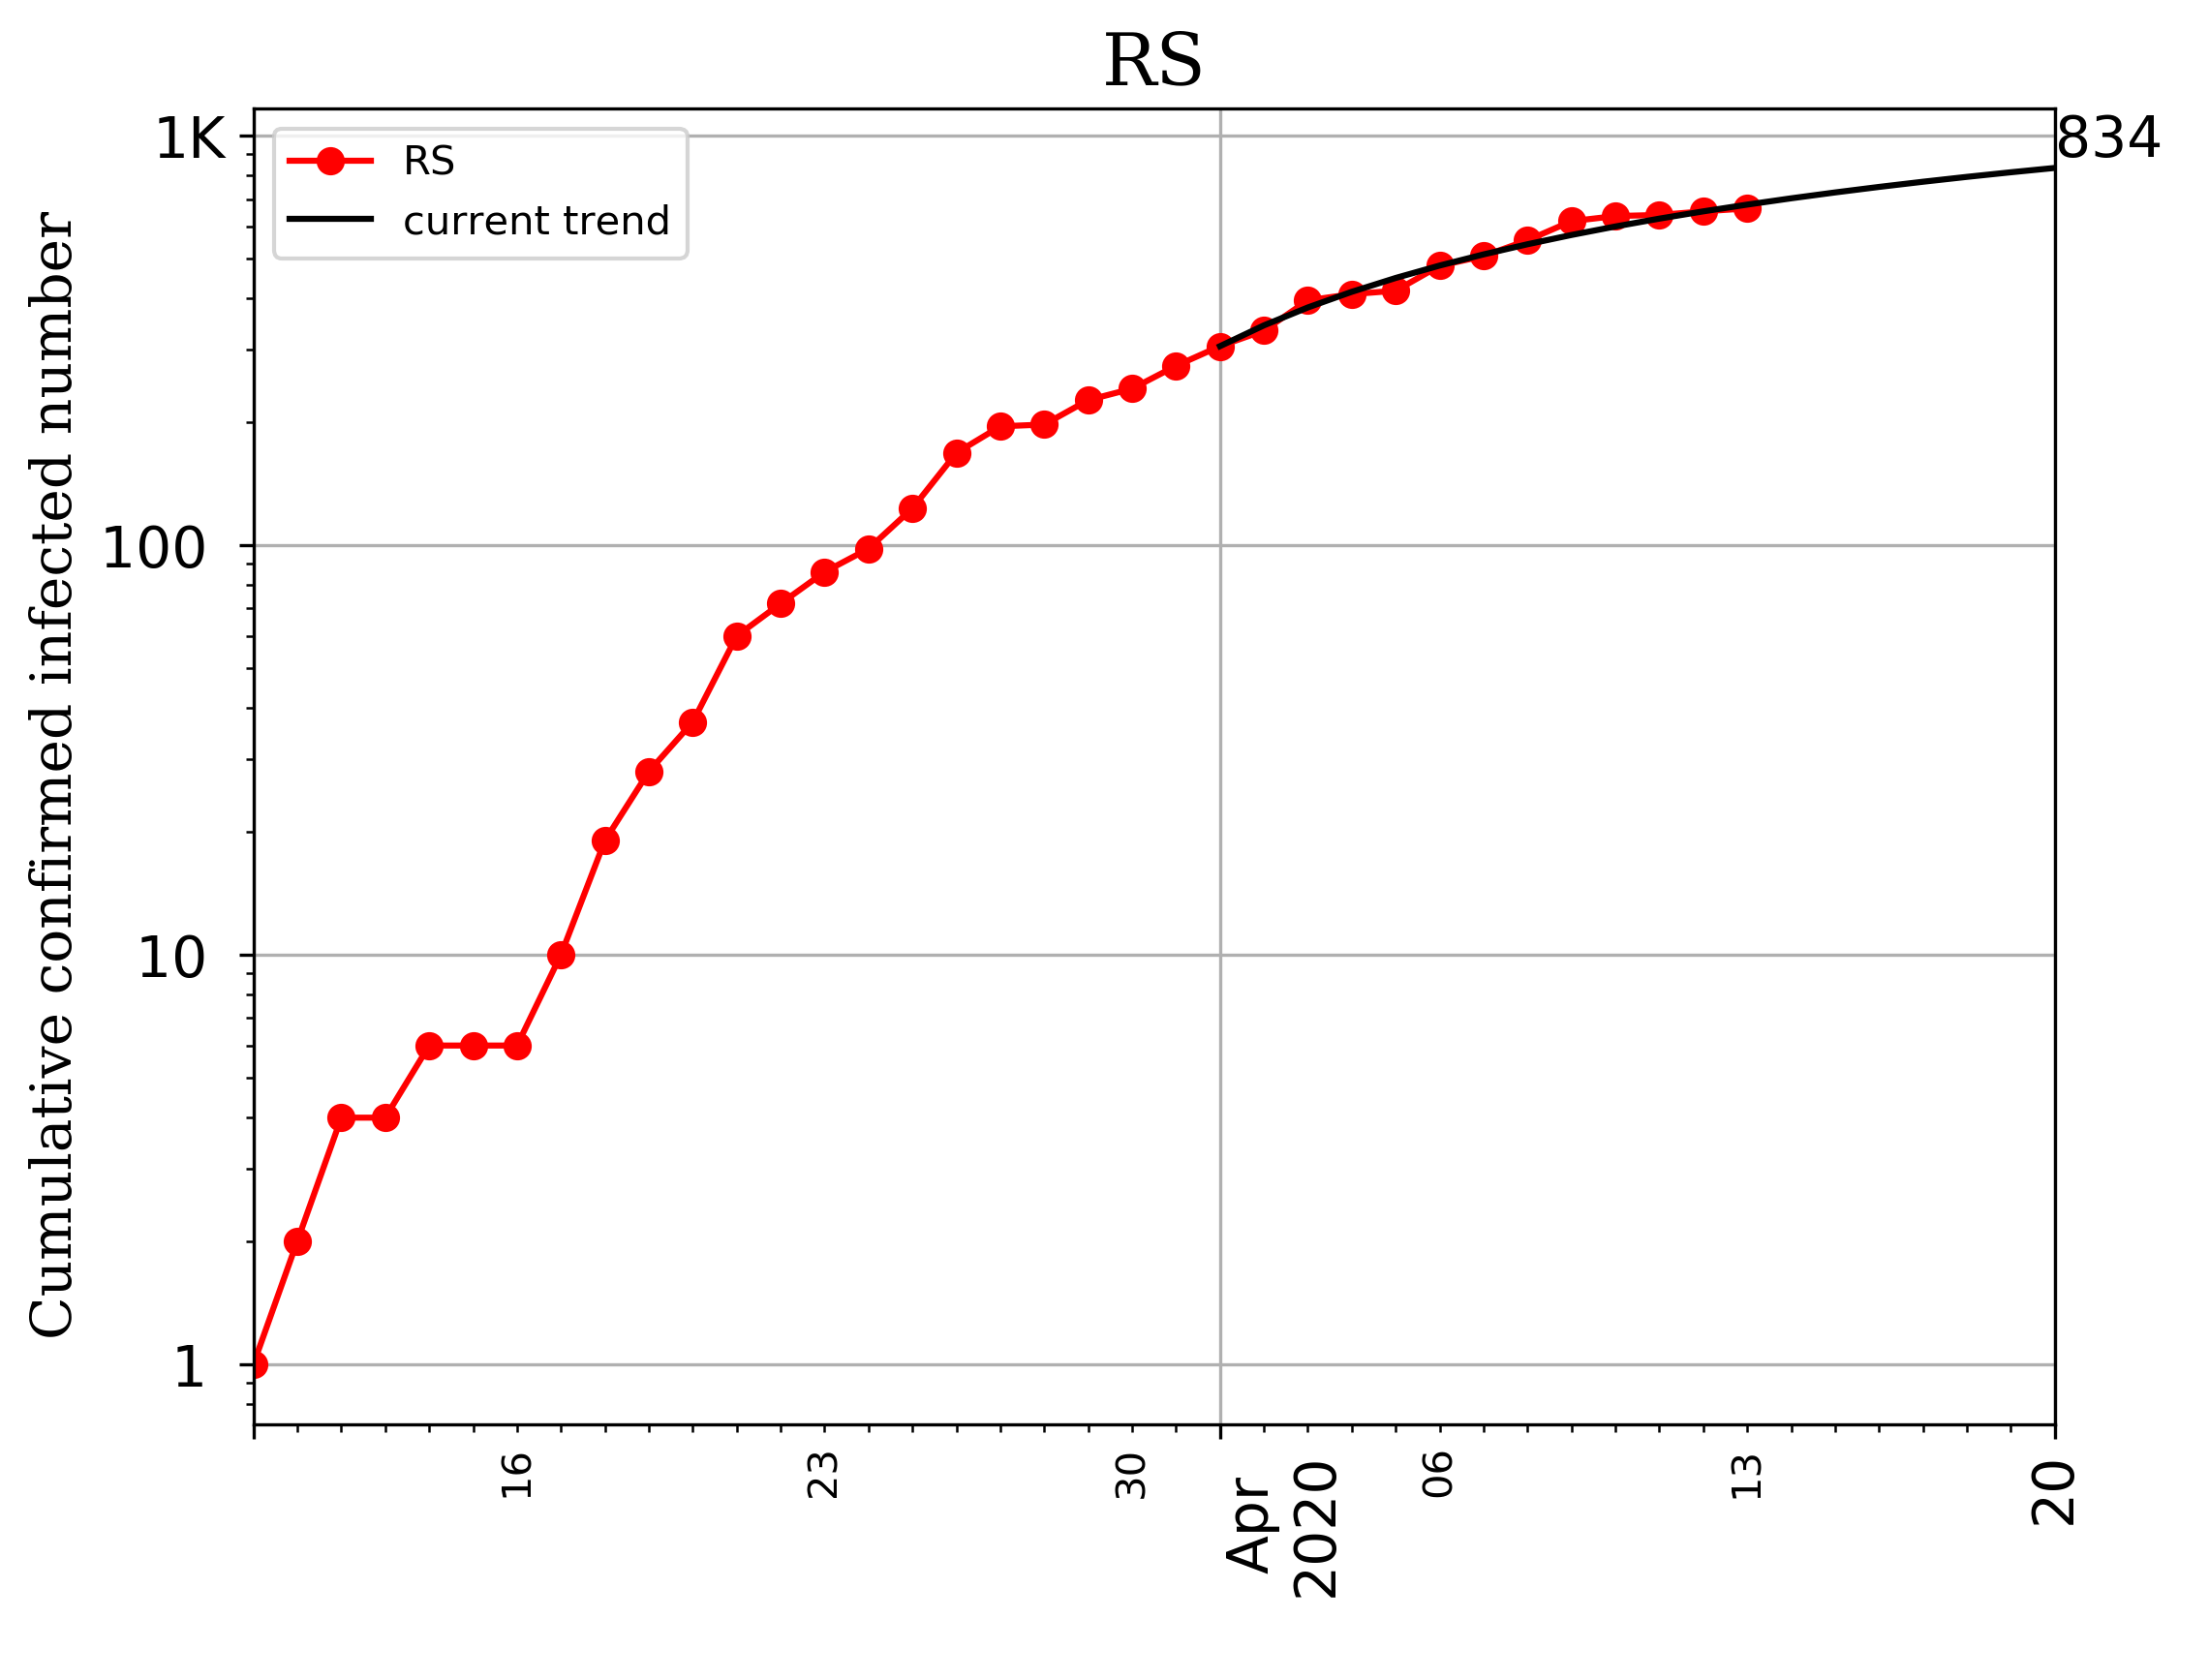 RS
834
1K
100
10
1
Cumulative confirmed infected number
RS
current trend
16
23
30
Apr
2020
06
13
20